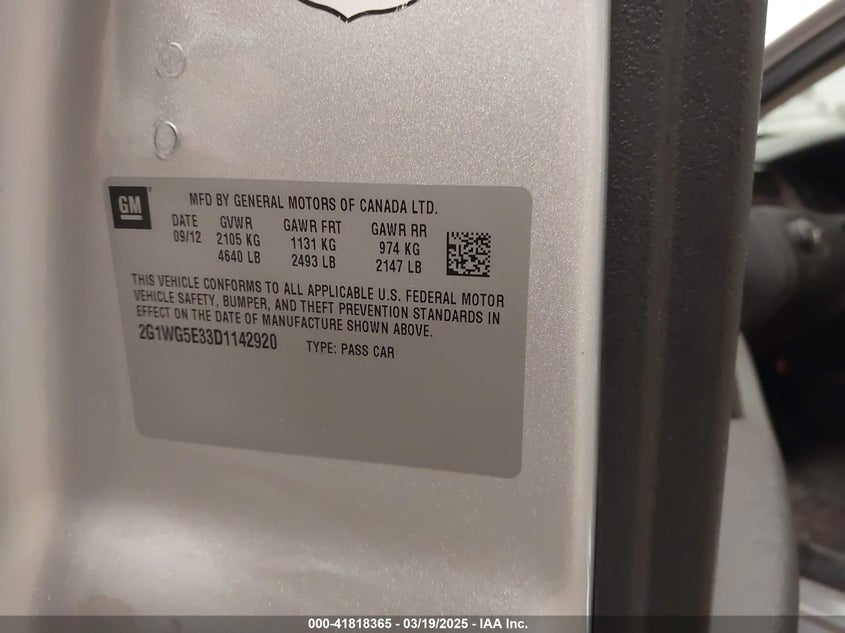 GM
MFD BY GENERAL MOTORS OF CANADA LTD.
DATE GVWR GAWR FRT GAWR RR
09/12 2105 KG 1131 KG 974 KG
4640 LB 2493 LB 2147 LB
THIS VEHICLE CONFORMS TO ALL APPLICABLE U.S. FEDERAL MOTOR
VEHICLE SAFETY, BUMPER, AND THEFT PREVENTION STANDARDS IN
EFFECT ON THE DATE OF MANUFACTURE SHOWN ABOVE.
2G1WG5E33D1142920 TYPE: PASS CAR
000-41818365 - 03/19/2025 - IAA Inc.